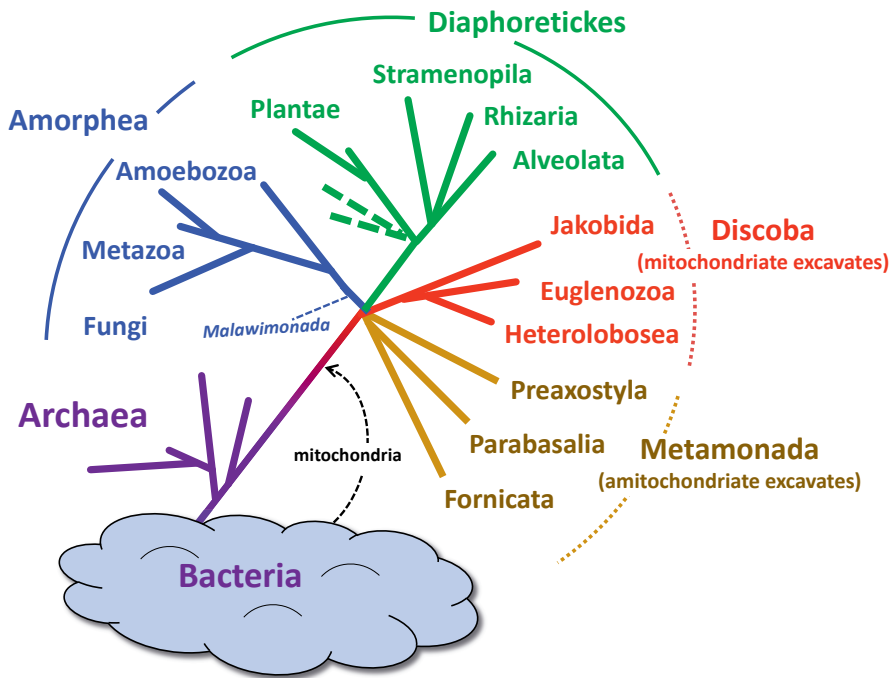 Diaphoretickes
Stramenopila
Plantae
Rhizaria
Amorphea
Alveolata
Amoebozoa
Jakobida
Discoba
(mitochondriate excavates)
Metazoa
Euglenozoa
Fungi
Malawimonada
Heterolobosea
Preaxostyla
Archaea
Parabasalia
Metamonada
mitochondria
(amitochondriate excavates)
Fornicata
Bacteria